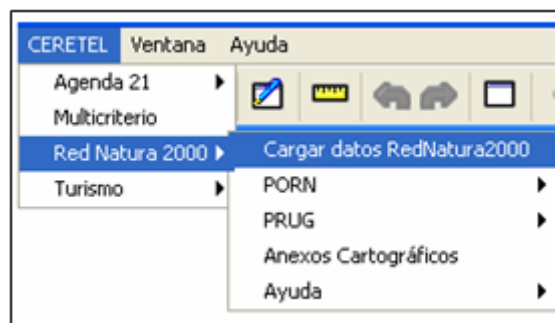 CERETEL Ventana Ayuda
Agenda 21
Multicriterio
Red Natura 2000
Turismo
Cargar datos RedNatura2000
PORN
PRUG
Anexos Cartográficos
Ayuda